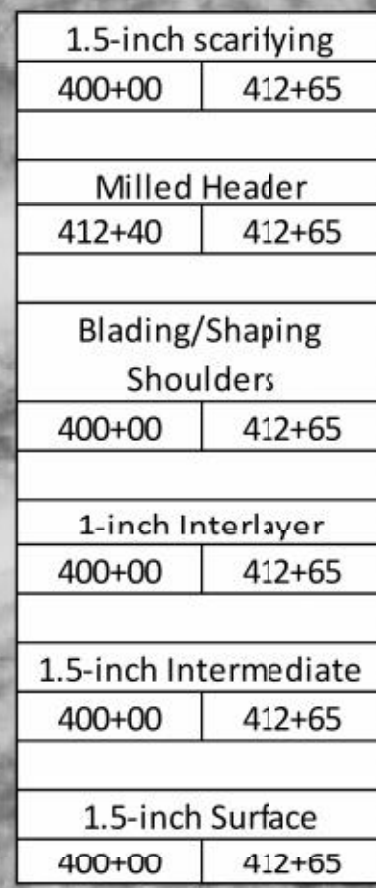 1.5-inch scarifying
400+00 412+65
Milled Header
412+40 412+65
Blading/Shaping
Shoulders
400+00 412+65
1-inch Interlayer
400+00 412+65
1.5-inch Intermediate
400+00 412+65
1.5-inch Surface
400+00 412+65